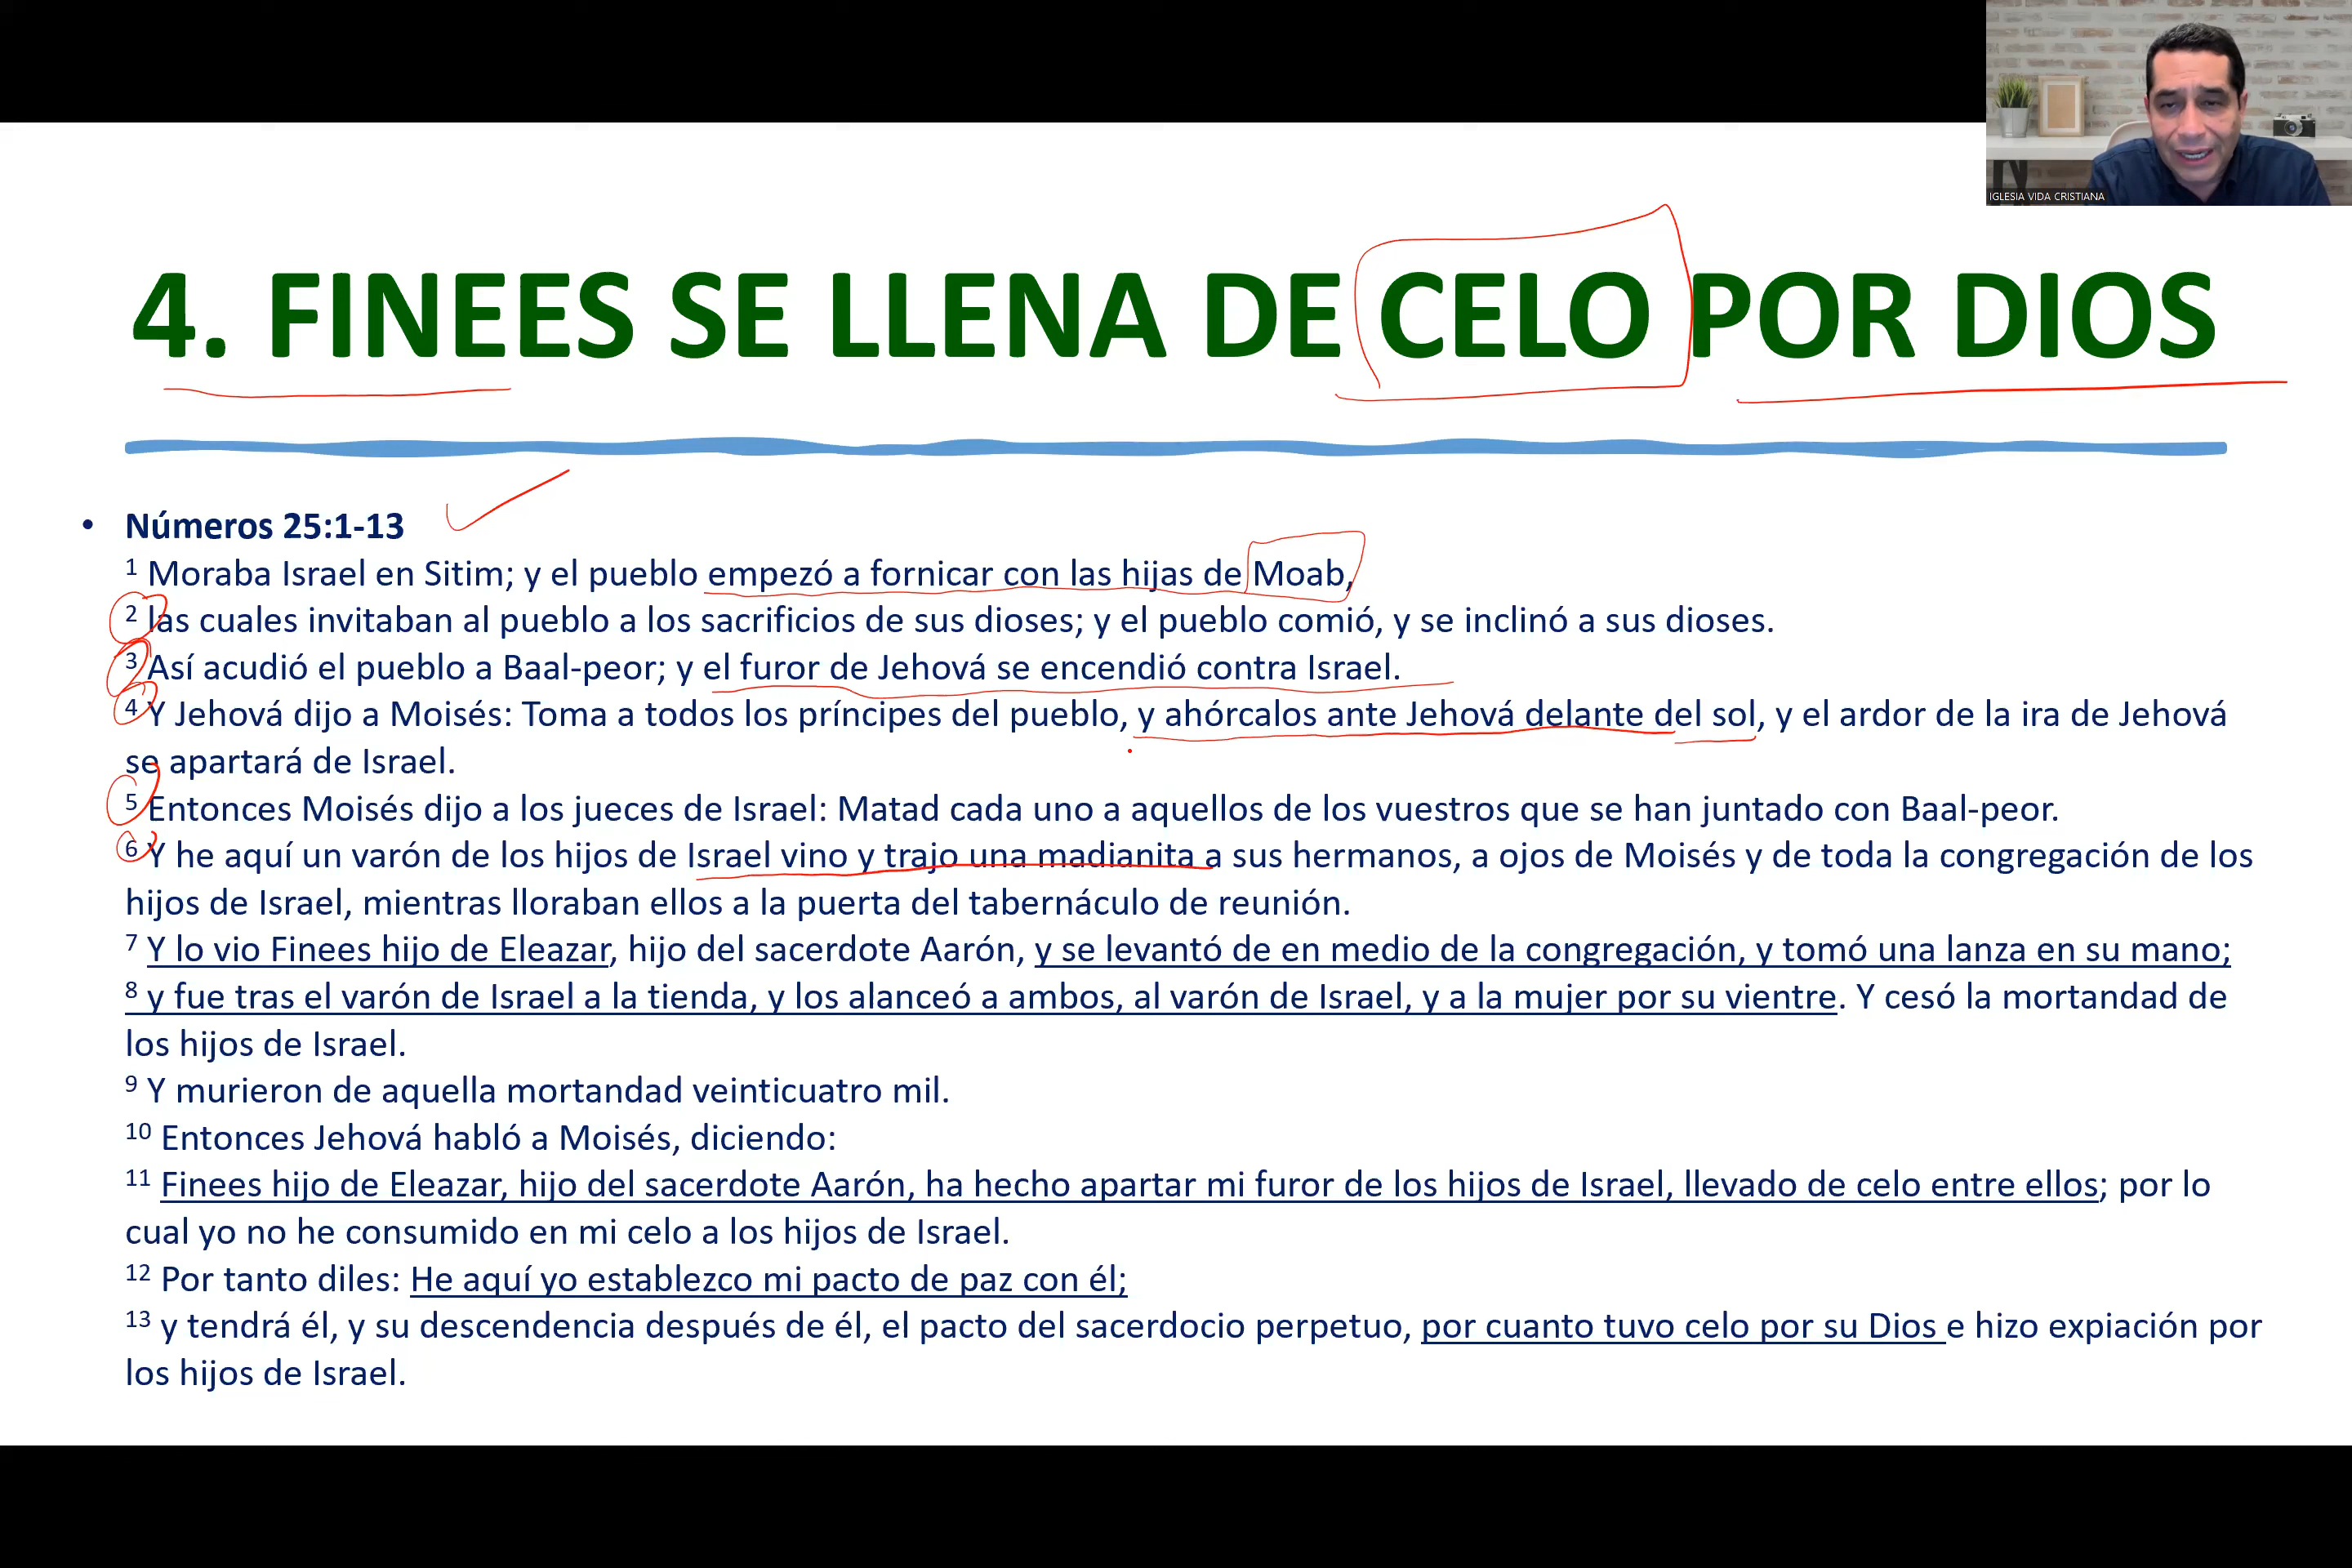 IGLESIA VIDA CRISTIANA
4. FINEES SE LLENA DE CELO POR DIOS
• Números 25:1-13
1 Moraba Israel en Sitim; y el pueblo empezó a fornicar con las hijas de Moab,
2 las cuales invitaban al pueblo a los sacrificios de sus dioses; y el pueblo comió, y se inclinó a sus dioses.
3 Así acudió el pueblo a Baal-peor; y el furor de Jehová se encendió contra Israel.
4 Y Jehová dijo a Moisés: Toma a todos los príncipes del pueblo, y ahórcalos ante Jehová delante del sol, y el ardor de la ira de Jehová
se apartará de Israel.
5 Entonces Moisés dijo a los jueces de Israel: Matad cada uno a aquellos de los vuestros que se han juntado con Baal-peor.
6 Y he aquí un varón de los hijos de Israel vino y trajo una madianita a sus hermanos, a ojos de Moisés y de toda la congregación de los
hijos de Israel, mientras lloraban ellos a la puerta del tabernáculo de reunión.
7 Y lo vio Finees hijo de Eleazar, hijo del sacerdote Aarón, y se levantó de en medio de la congregación, y tomó una lanza en su mano;
8 y fue tras el varón de Israel a la tienda, y los alanceó a ambos, al varón de Israel, y a la mujer por su vientre. Y cesó la mortandad de
los hijos de Israel.
9 Y murieron de aquella mortandad veinticuatro mil.
10 Entonces Jehová habló a Moisés, diciendo:
11 Finees hijo de Eleazar, hijo del sacerdote Aarón, ha hecho apartar mi furor de los hijos de Israel, llevado de celo entre ellos; por lo
cual yo no he consumido en mi celo a los hijos de Israel.
12 Por tanto diles: He aquí yo establezco mi pacto de paz con él;
13 y tendrá él, y su descendencia después de él, el pacto del sacerdocio perpetuo, por cuanto tuvo celo por su Dios e hizo expiación por
los hijos de Israel.